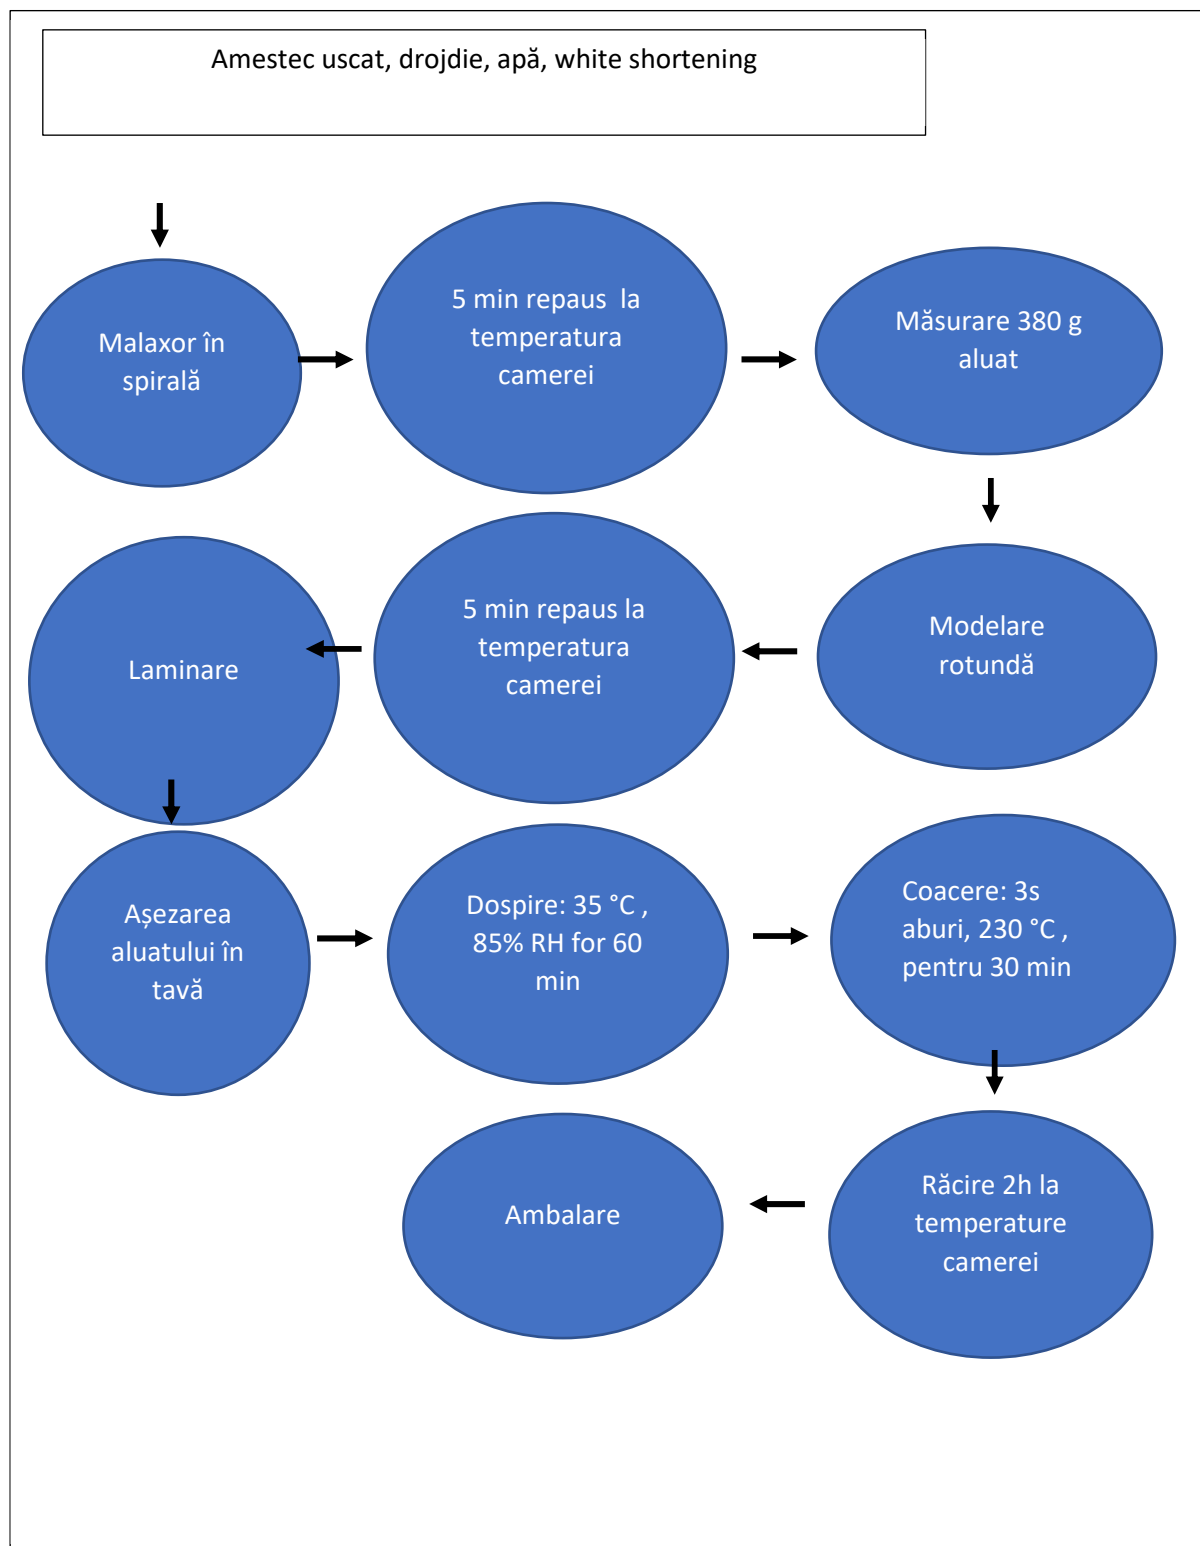 Amestec uscat, drojdie, apă, white shortening
Malaxor în
spirală
5 min repaus  la
temperatura
camerei
Măsurare 380 g
aluat
Modelare
rotundă
5 min repaus la
temperatura
camerei
Laminare
Așezarea
aluatului în
tavă
Dospire: 35 °C ,
85% RH for 60
min
Coacere: 3s
aburi, 230 °C ,
pentru 30 min
Răcire 2h la
temperature
camerei
Ambalare